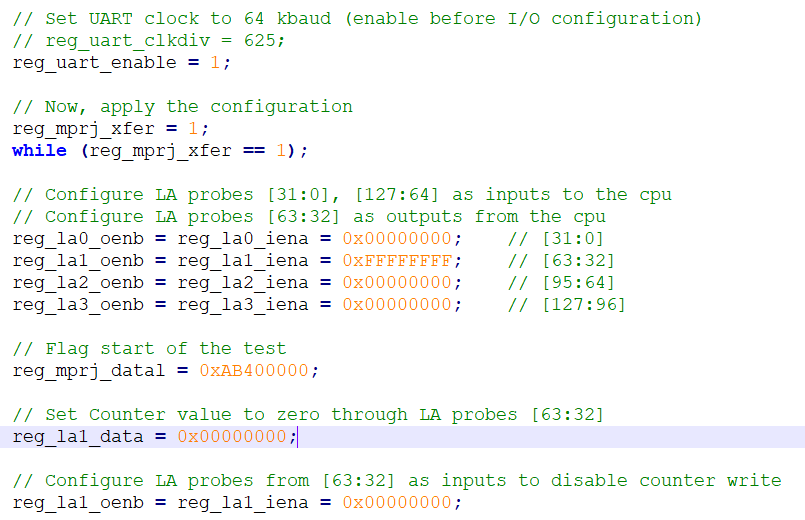 // Set UART clock to 64 kbaud (enable before I/O configuration)
// reg_uart_clkdiv = 625;
reg_uart_enable = 1;
// Now, apply the configuration
reg_mprj_xfer = 1;
while (reg_mprj_xfer == 1);
// Configure LA probes [31:0], [127:64] as inputs to the cpu
// Configure LA probes [63:32] as outputs from the cpu
reg_la0_oenb = reg_la0_iena = 0x00000000;    // [31:0]
reg_la1_oenb = reg_la1_iena = 0xFFFFFFFF;    // [63:32]
reg_la2_oenb = reg_la2_iena = 0x00000000;    // [95:64]
reg_la3_oenb = reg_la3_iena = 0x00000000;    // [127:96]
// Flag start of the test
reg_mprj_datal = 0xAB400000;
// Set Counter value to zero through LA probes [63:32]
reg_la1_data = 0x00000000;
// Configure LA probes from [63:32] as inputs to disable counter write
reg_la1_oenb = reg_la1_iena = 0x00000000;